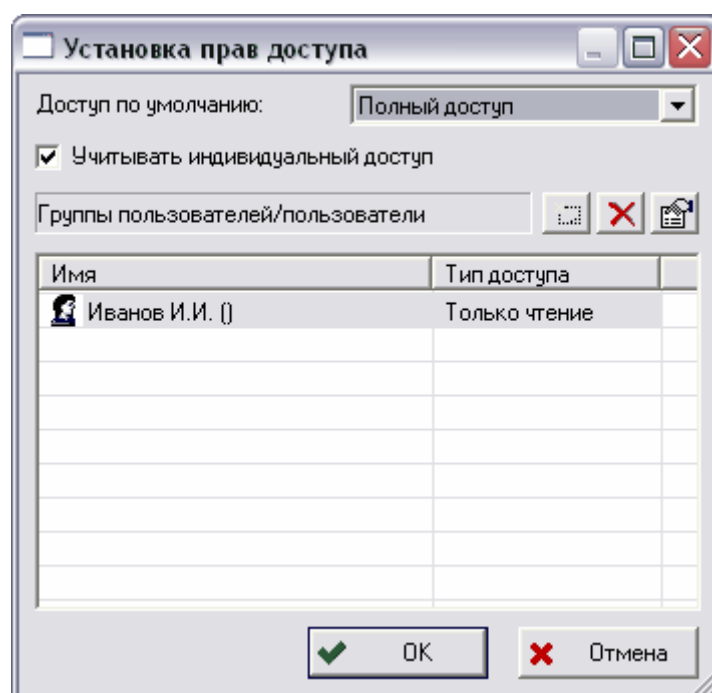 Установка прав доступа
Доступ по умолчанию: Полный доступ
Учитывать индивидуальный доступ
Группы пользователей/пользователи
Имя Тип доступа
Иванов И.И. () Только чтение
OK Отмена